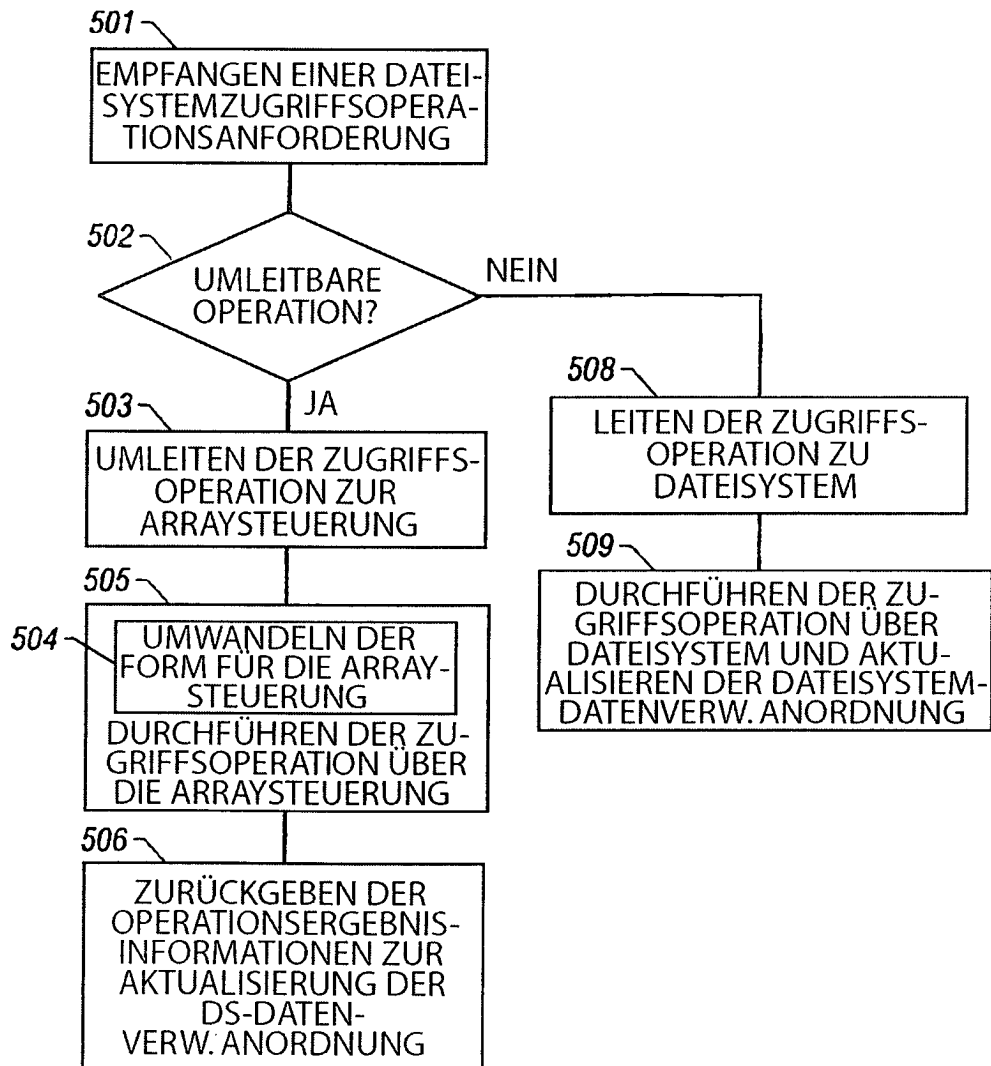 501
EMPFANGEN EINER DATEI-
SYSTEMZUGRIFFSOPERA-
TIONSANFORDERUNG
502
UMLEITBARE
OPERATION?
NEIN
JA
503
UMLEITEN DER ZUGRIFFS-
OPERATION ZUR
ARRAYSTEUERUNG
505
504
UMWANDELN DER
FORM FÜR DIE ARRAY-
STEUERUNG
DURCHFÜHREN DER ZU-
GRIFFSOPERATION ÜBER
DIE ARRAYSTEUERUNG
506
ZURÜCKGEBEN DER
OPERATIONSERGEBNIS-
INFORMATIONEN ZUR
AKTUALISIERUNG DER
DS-DATEN-
VERW. ANORDNUNG
508
LEITEN DER ZUGRIFFS-
OPERATION ZU
DATEISYSTEM
509
DURCHFÜHREN DER ZU-
GRIFFSOPERATION ÜBER
DATEISYSTEM UND AKTU-
ALISIEREN DER DATEISYSTEM-
DATENVERW. ANORDNUNG